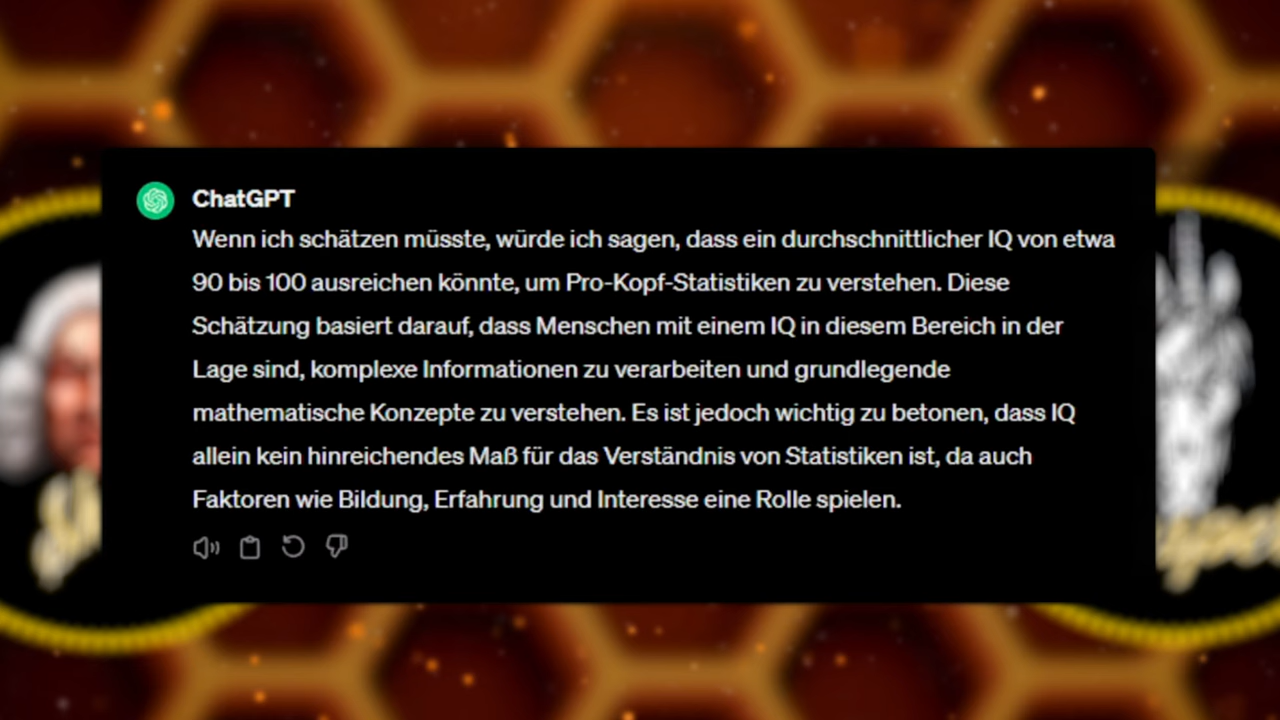 ChatGPT
Wenn ich schätzen müsste, würde ich sagen, dass ein durchschnittlicher IQ von etwa
90 bis 100 ausreichen könnte, um Pro-Kopf-Statistiken zu verstehen. Diese
Schätzung basiert darauf, dass Menschen mit einem IQ in diesem Bereich in der
Lage sind, komplexe Informationen zu verarbeiten und grundlegende
mathematische Konzepte zu verstehen. Es ist jedoch wichtig zu betonen, dass IQ
allein kein hinreichendes Maß für das Verständnis von Statistiken ist, da auch
Faktoren wie Bildung, Erfahrung und Interesse eine Rolle spielen.